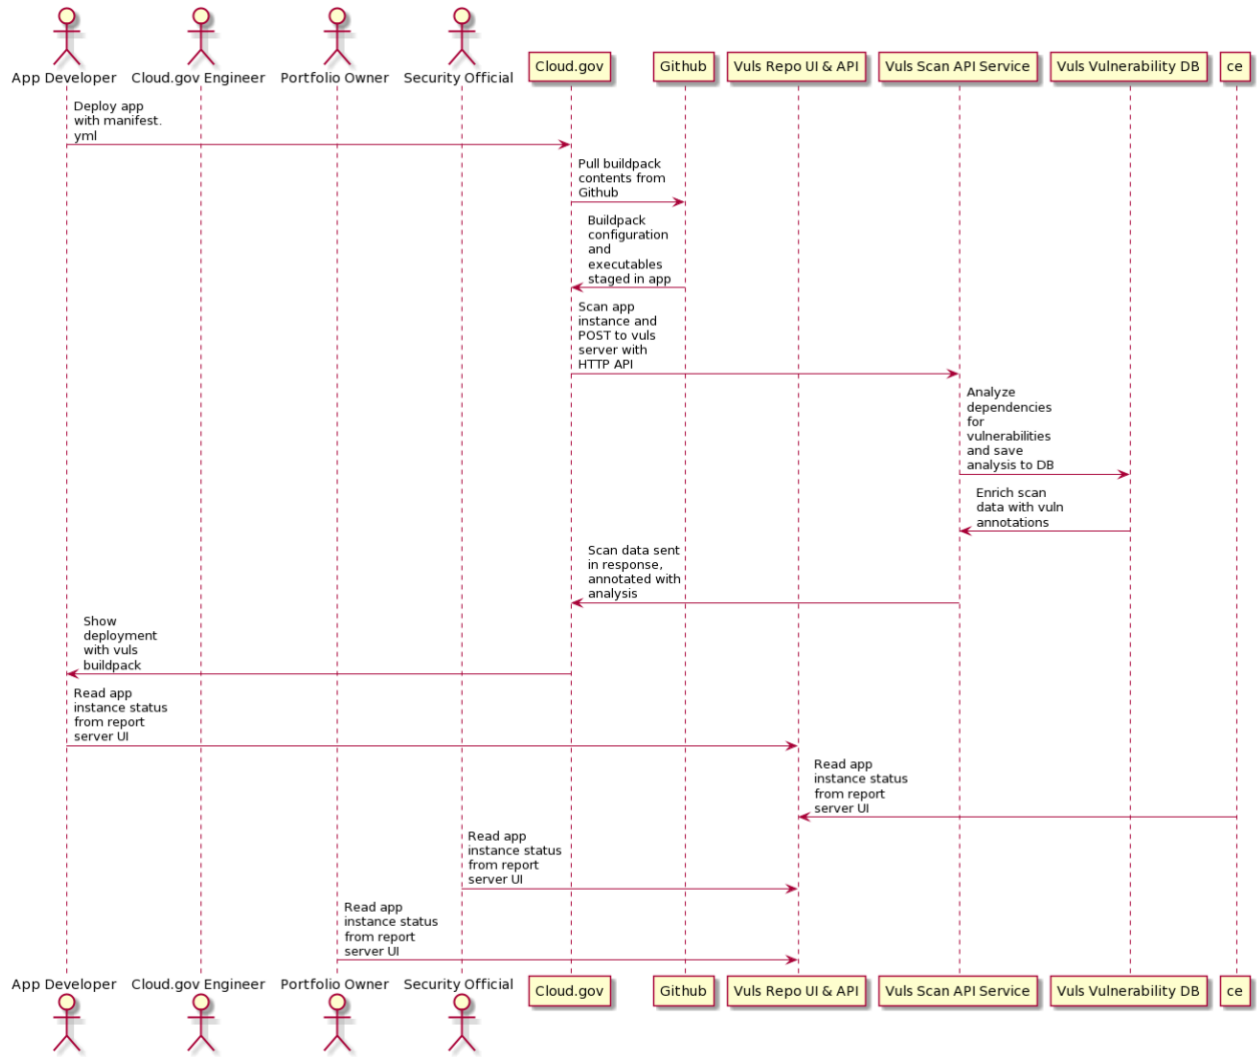 App Developer
Cloud.gov Engineer
Portfolio Owner
Security Official
Cloud.gov
Github
Vuls Repo UI & API
Vuls Scan API Service
Vuls Vulnerability DB
ce
Deploy app
with manifest.
yml
Pull buildpack
contents from
Github
Buildpack
configuration
and
executables
staged in app
Scan app
instance and
POST to vuls
server with
HTTP API
Analyze
dependencies
for
vulnerabilities
and save
analysis to DB
Enrich scan
data with vuln
annotations
Scan data sent
in response,
annotated with
analysis
Show
deployment
with vuls
buildpack
Read app
instance status
from report
server UI
Read app
instance status
from report
server UI
Read app
instance status
from report
server UI
Read app
instance status
from report
server UI
App Developer
Cloud.gov Engineer
Portfolio Owner
Security Official
Cloud.gov
Github
Vuls Repo UI & API
Vuls Scan API Service
Vuls Vulnerability DB
ce